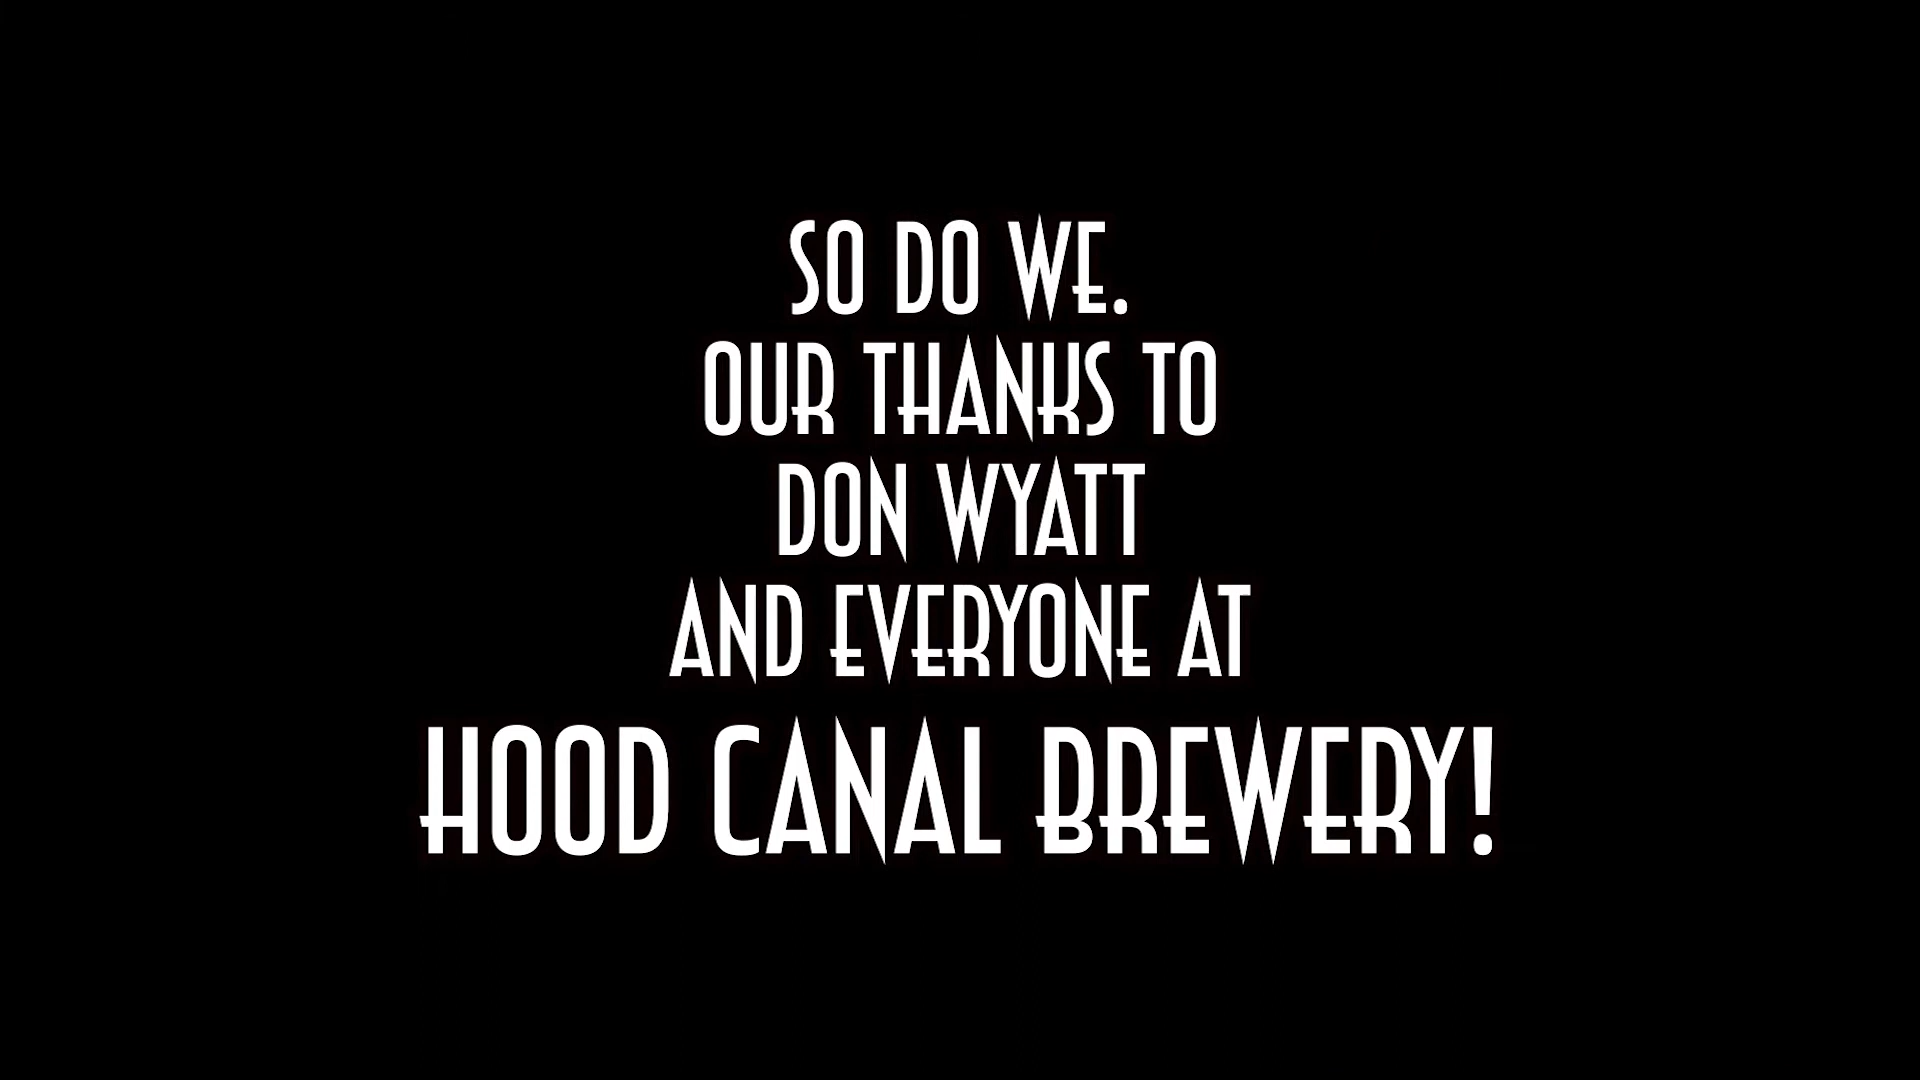 SO DO WE.
OUR THANKS TO
DON WYATT
AND EVERYONE AT
HOOD CANAL BREWERY!